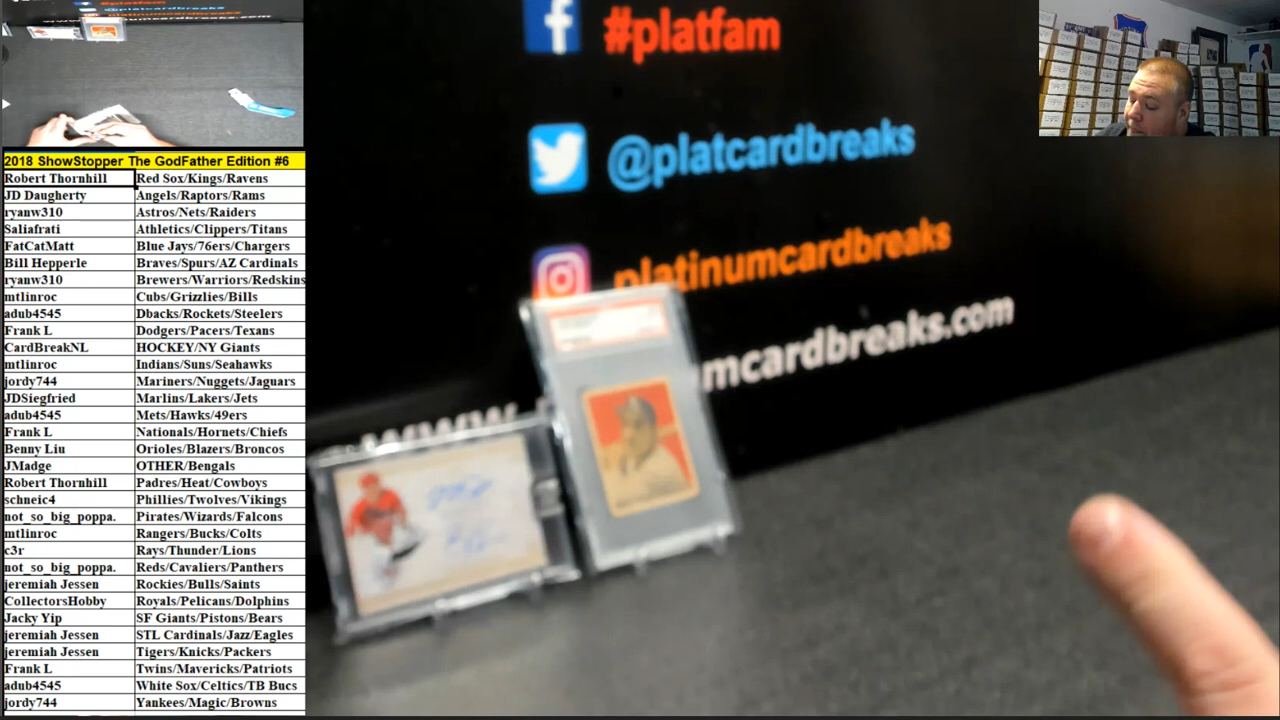 2018 ShowStopper The GodFather Edition #6
Robert Thornhill Red Sox/Kings/Ravens
JD Daugherty Angels/Raptors/Rams
ryanw310 Astros/Nets/Raiders
Saliafrati Athletics/Clippers/Titans
FatCatMatt Blue Jays/76ers/Chargers
Bill Hepperle Braves/Spurs/AZ Cardinals
ryanw310 Brewers/Warriors/Redskins
mtlinroc Cubs/Grizzlies/Bills
adub4545 Dbacks/Rockets/Steelers
Frank L Dodgers/Pacers/Texans
CardBreakNL HOCKEY/NY Giants
mtlinroc Indians/Suns/Seahawks
jordy744 Mariners/Nuggets/Jaguars
JDSiegfried Marlins/Lakers/Jets
adub4545 Mets/Hawks/49ers
Frank L Nationals/Hornets/Chiefs
Benny Liu Orioles/Blazers/Broncos
JMadge OTHER/Bengals
Robert Thornhill Padres/Heat/Cowboys
schneic4 Phillies/Twolves/Vikings
not_so_big_poppa. Pirates/Wizards/Falcons
mtlinroc Rangers/Bucks/Colts
c3r Rays/Thunder/Lions
not_so_big_poppa. Reds/Cavaliers/Panthers
jeremiah Jessen Rockies/Bulls/Saints
CollectorsHobby Royals/Pelicans/Dolphins
Jacky Yip SF Giants/Pistons/Bears
jeremiah Jessen STL Cardinals/Jazz/Eagles
jeremiah Jessen Tigers/Knicks/Packers
Frank L Twins/Mavericks/Patriots
adub4545 White Sox/Celtics/TB Bucs
jordy744 Yankees/Magic/Browns
#platfam
@platcardbreaks
platinumcardbreaks
www. umcardbreaks.com